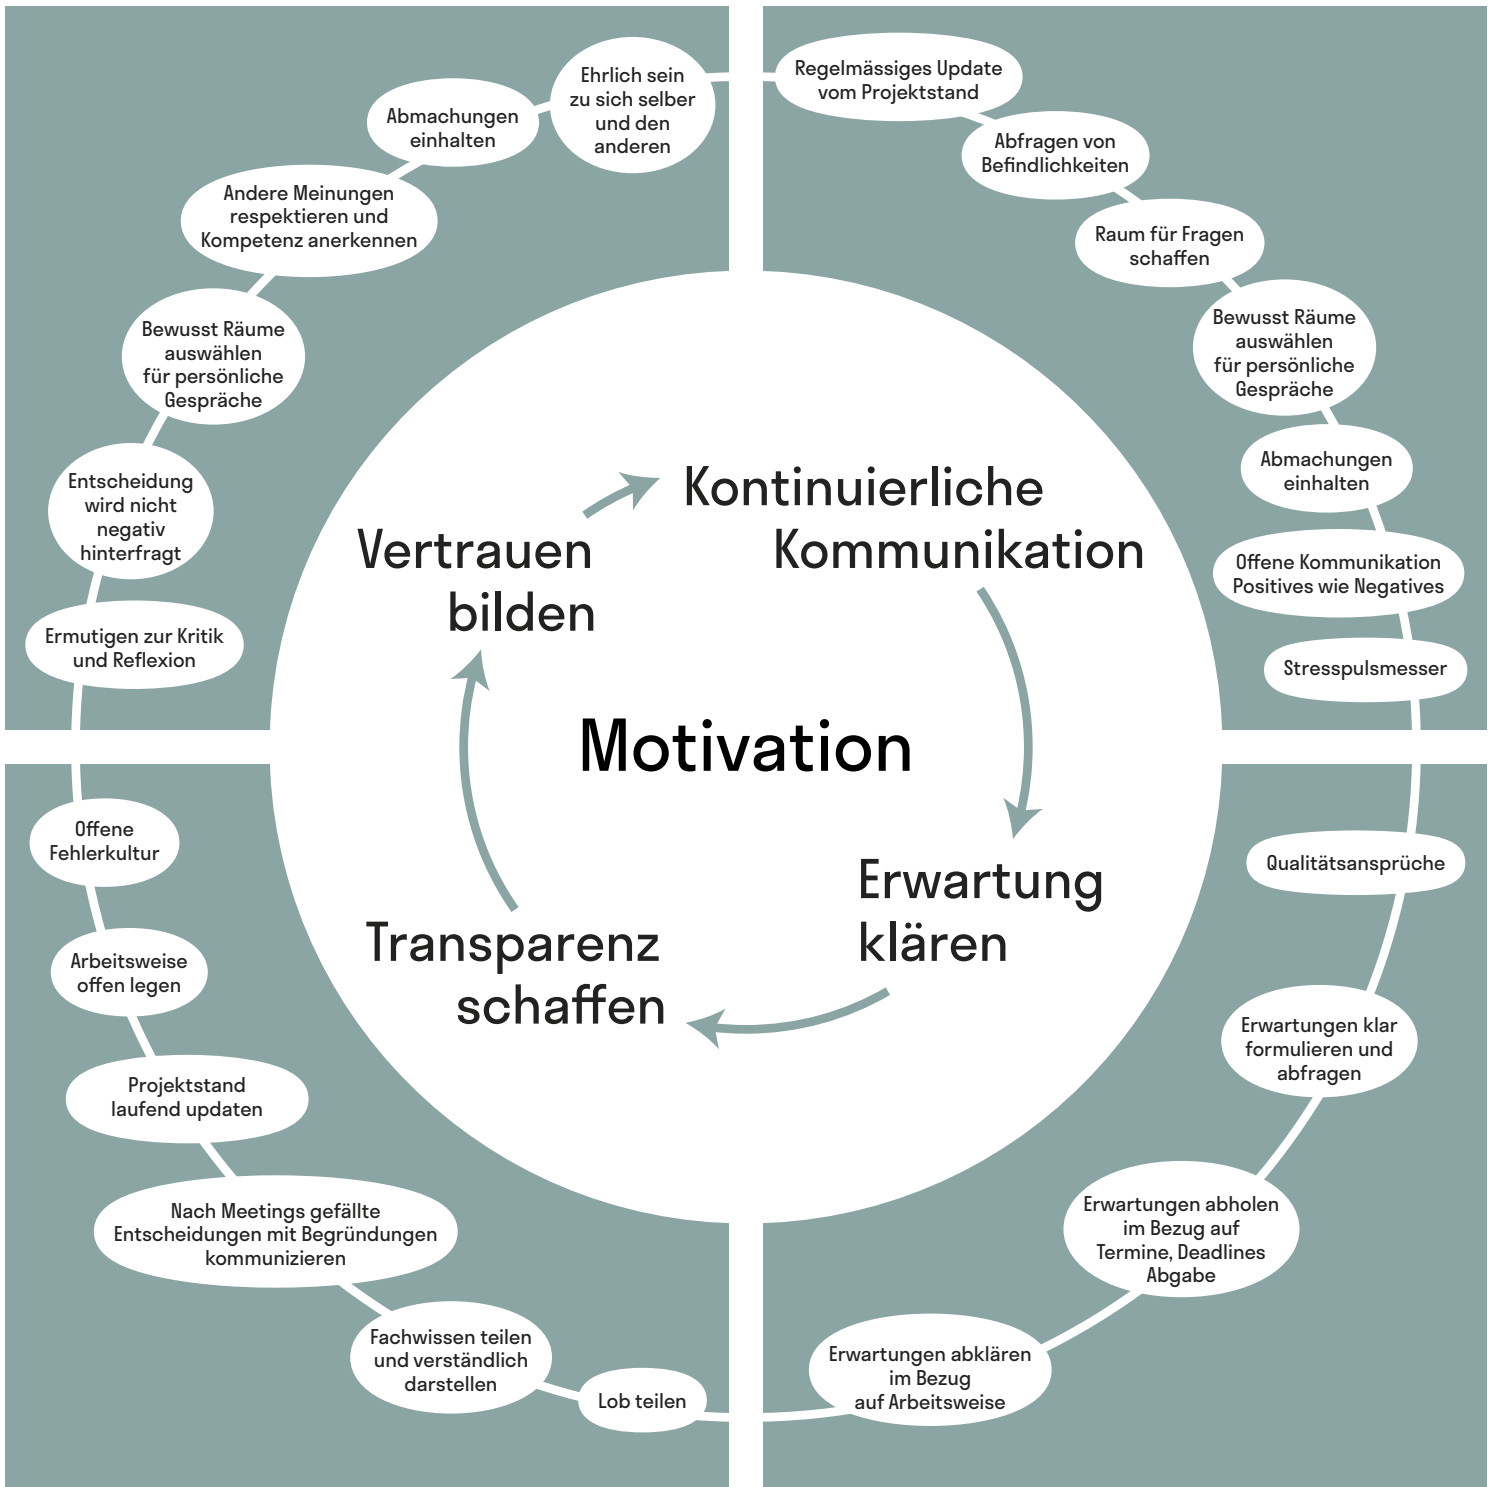 Ehrlich sein
zu sich selber
und den
anderen
Abmachungen
einhalten
Andere Meinungen
respektieren und
Kompetenz anerkennen
Bewusst Räume
auswählen
für persönliche
Gespräche
Entscheidung
wird nicht
negativ
hinterfragt
Ermutigen zur Kritik
und Reflexion
Regelmässiges Update
vom Projektstand
Abfragen von
Befindlichkeiten
Raum für Fragen
schaffen
Bewusst Räume
auswählen
für persönliche
Gespräche
Abmachungen
einhalten
Offene Kommunikation
Positives wie Negatives
Stresspulsmesser
Kontinuierliche
Kommunikation
Vertrauen
bilden
Motivation
Erwartung
klären
Transparenz
schaffen
Offene
Fehlerkultur
Arbeitsweise
offen legen
Projektstand
laufend updaten
Nach Meetings gefällte
Entscheidungen mit Begründungen
kommunizieren
Fachwissen teilen
und verständlich
darstellen
Lob teilen
Qualitätsansprüche
Erwartungen klar
formulieren und
abfragen
Erwartungen abholen
im Bezug auf
Termine, Deadlines
Abgabe
Erwartungen abklären
im Bezug
auf Arbeitsweise